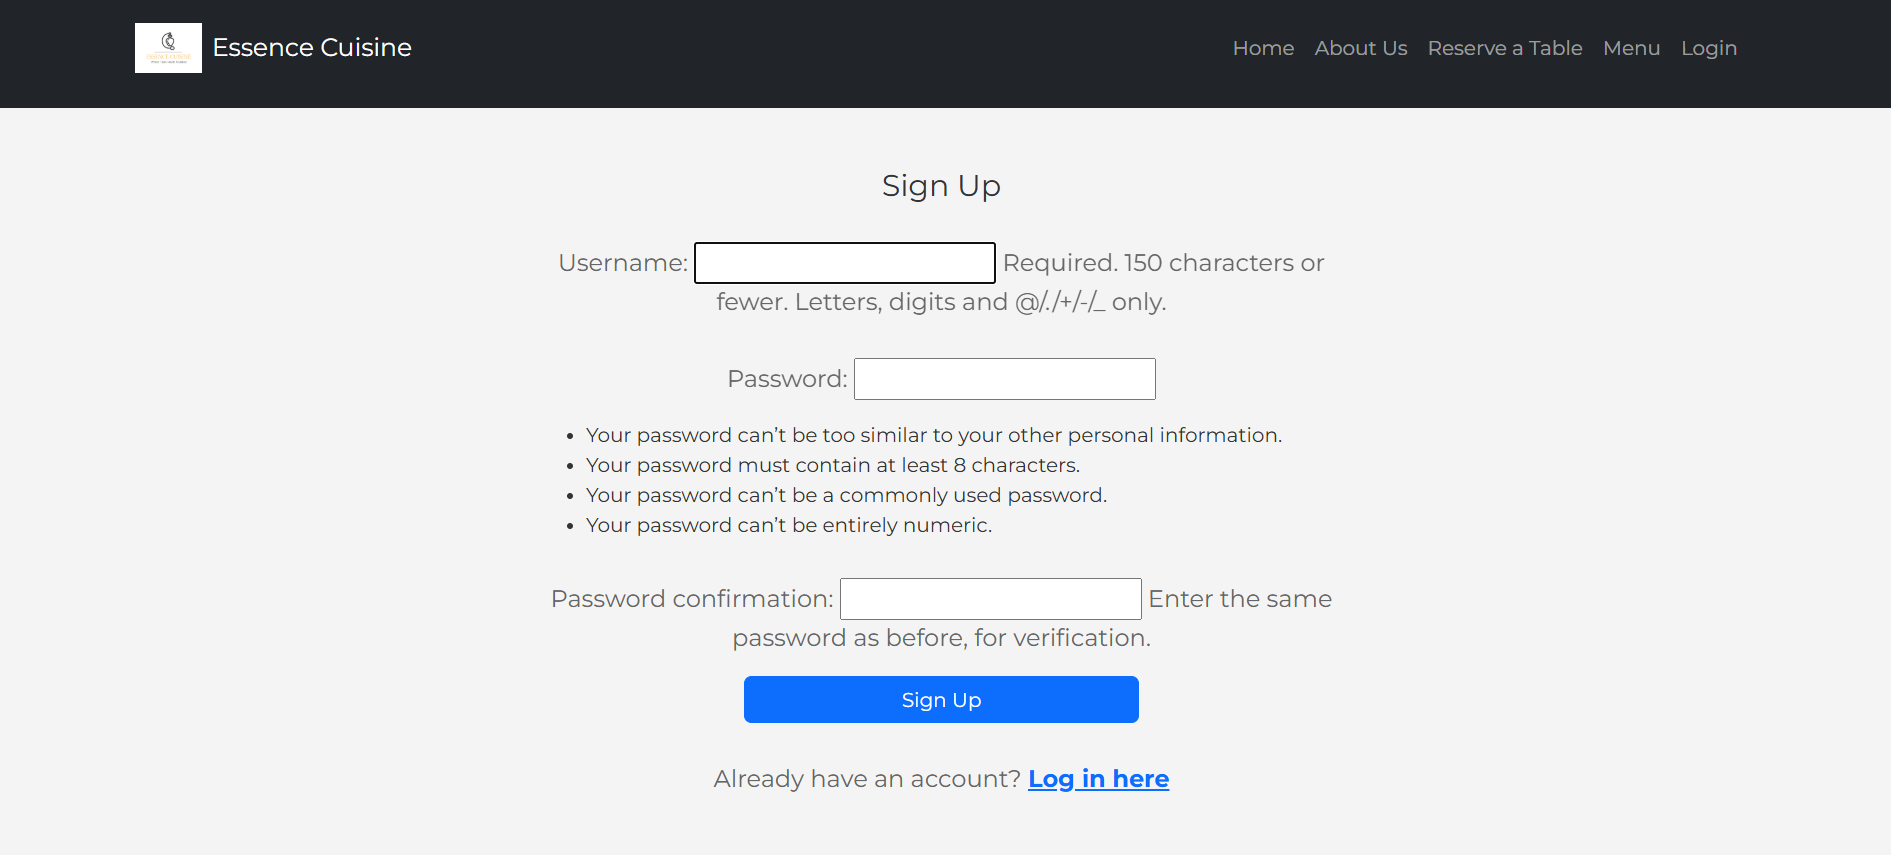 Essence Cuisine
Home About Us Reserve a Table Menu Login
Sign Up
Username: Required. 150 characters or
fewer. Letters, digits and @/./+/-/_ only.
Password:
• Your password can’t be too similar to your other personal information.
• Your password must contain at least 8 characters.
• Your password can’t be a commonly used password.
• Your password can’t be entirely numeric.
Password confirmation: Enter the same
password as before, for verification.
Sign Up
Already have an account? Log in here